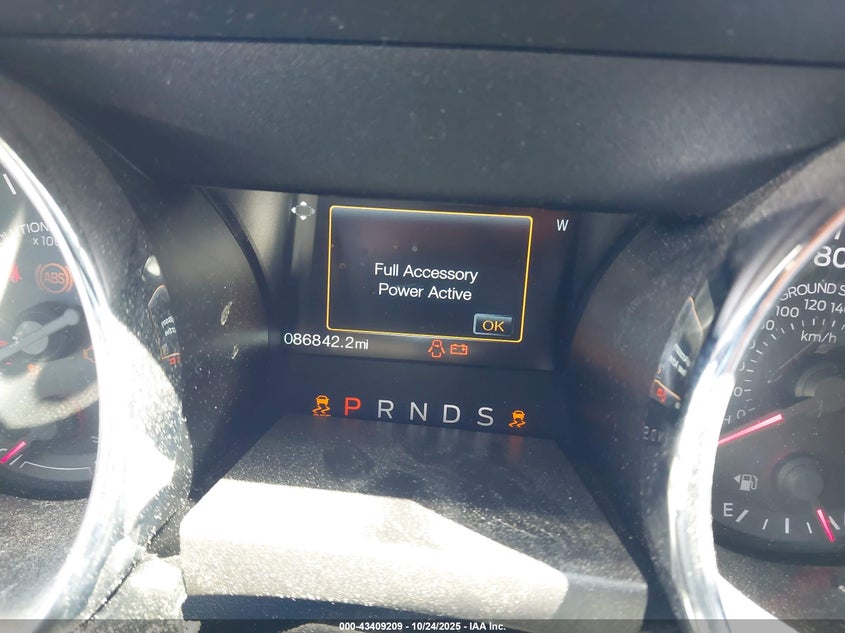 W
Full Accessory
Power Active
OK
086842.2mi
P R N D S
ABS
80
GROUND
100 120 140
km/h
E
000-43409209 - 10/24/2025 - IAA Inc.